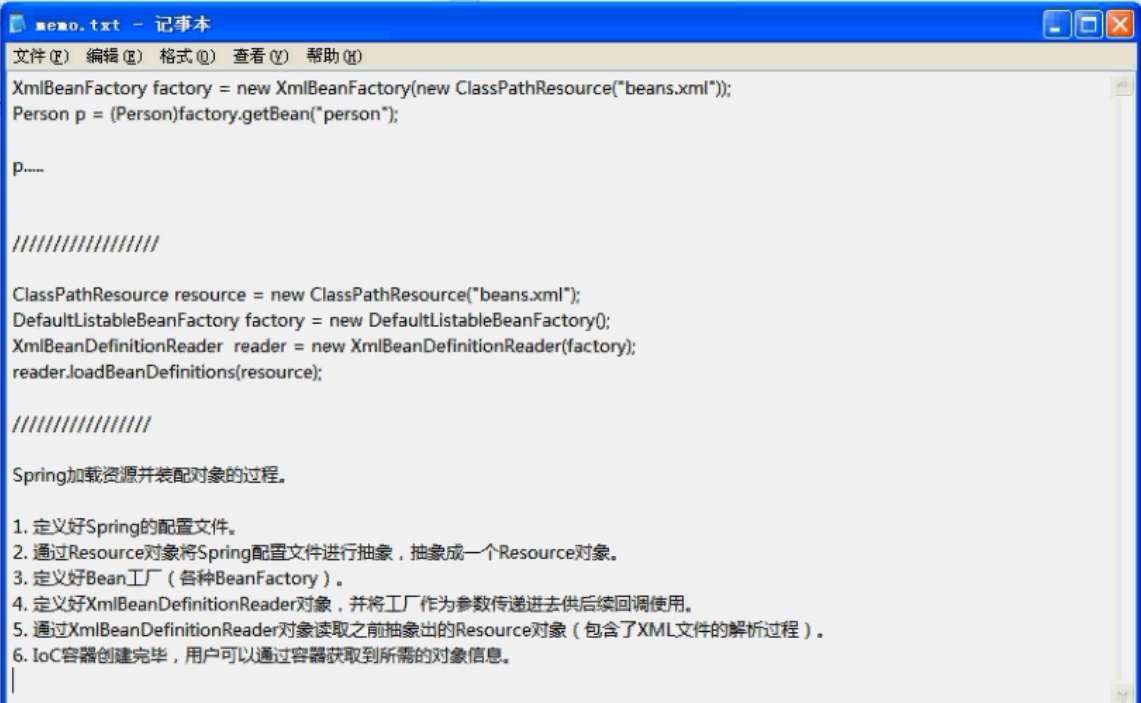 memo.txt - 记事本
文件(F) 编辑(E) 格式(O) 查看(V) 帮助(H)
XmlBeanFactory factory = new XmlBeanFactory(new ClassPathResource("beans.xml"));
Person p = (Person)factory.getBean("person");
p.....
//////////////////
ClassPathResource resource = new ClassPathResource("beans.xml");
DefaultListableBeanFactory factory = new DefaultListableBeanFactory();
XmlBeanDefinitionReader  reader = new XmlBeanDefinitionReader(factory);
reader.loadBeanDefinitions(resource);
/////////////////
Spring加载资源并装配对象的过程。
1. 定义好Spring的配置文件。
2. 通过Resource对象将Spring配置文件进行抽象，抽象成一个Resource对象。
3. 定义好Bean工厂（各种BeanFactory）。
4. 定义好XmlBeanDefinitionReader对象，并将工厂作为参数传递进去供后续回调使用。
5. 通过XmlBeanDefinitionReader对象读取之前抽象出的Resource对象（包含了XML文件的解析过程）。
6. IoC容器创建完毕，用户可以通过容器获取到所需的对象信息。